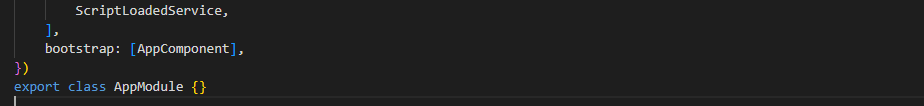 ScriptLoadedService,
],
bootstrap: [AppComponent],
})
export class AppModule {}